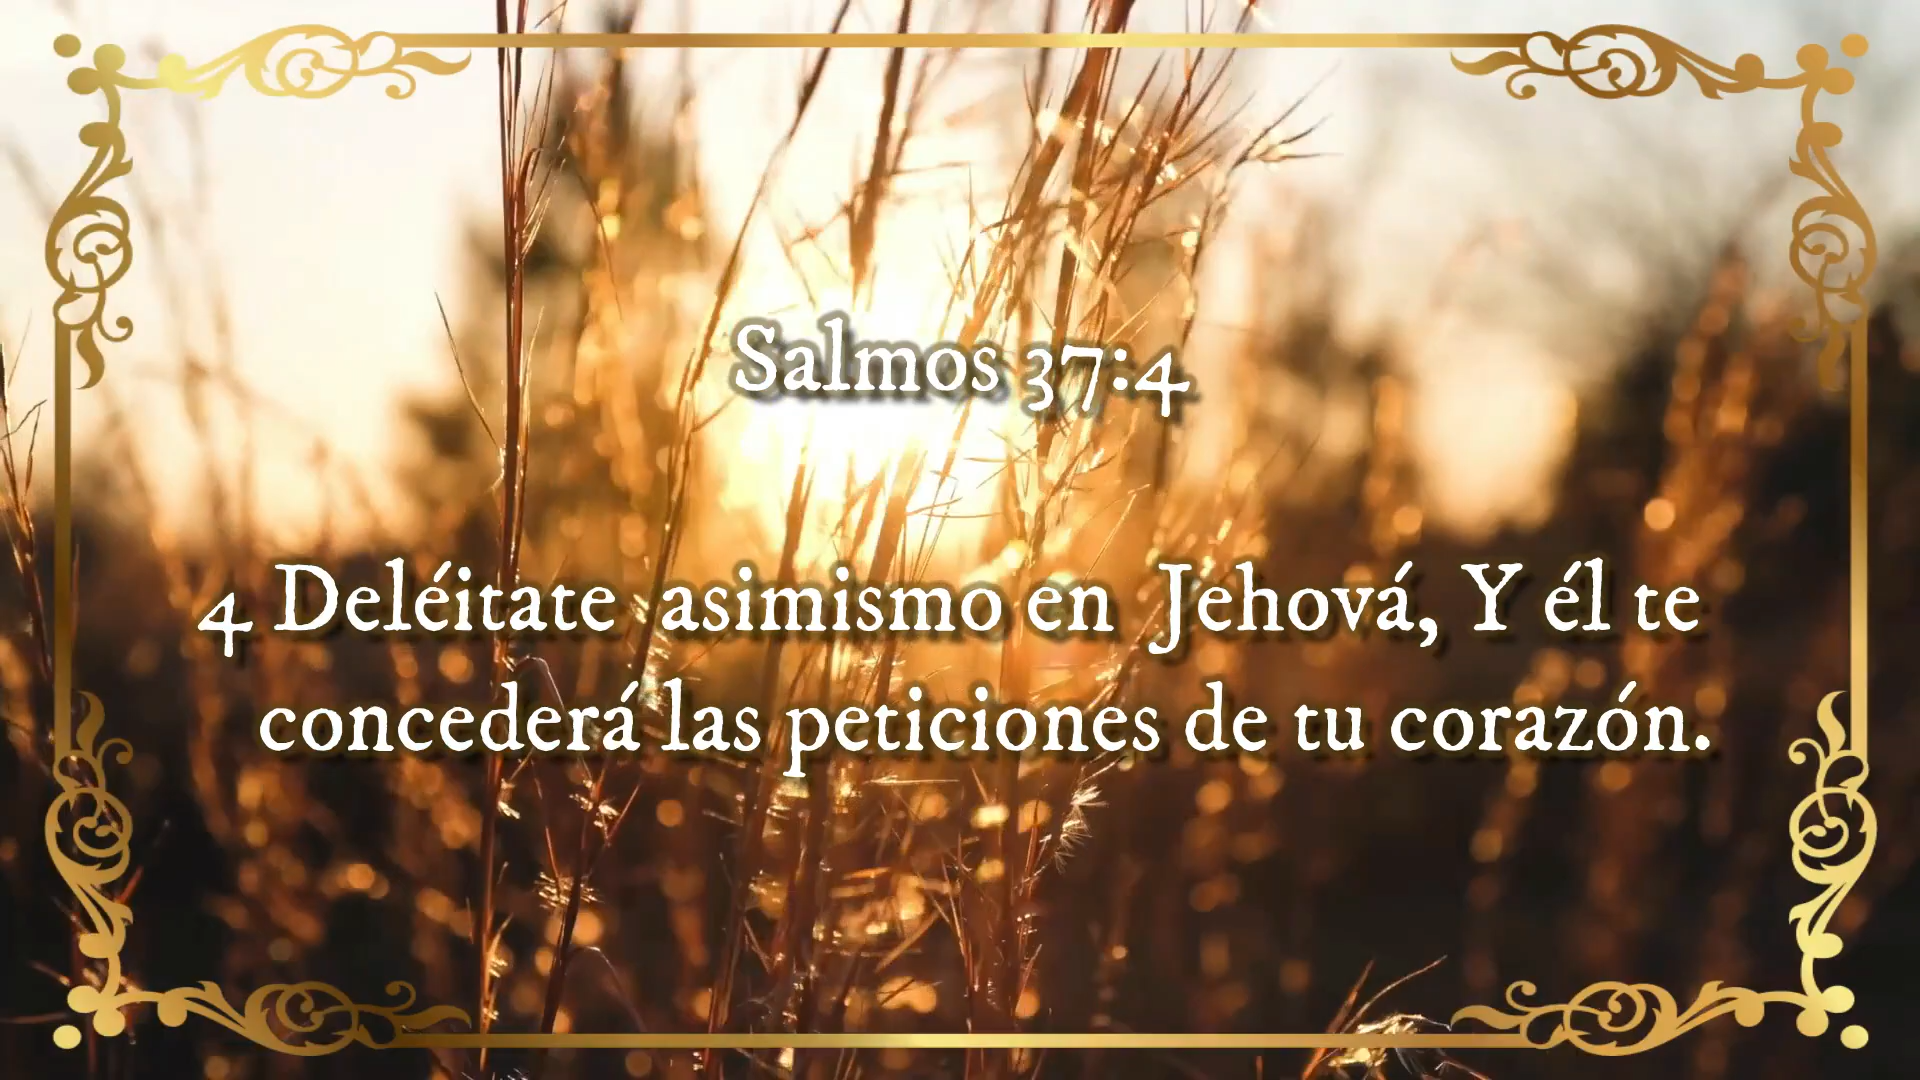 Salmos 37:4
4 Deléitate asimismo en Jehová, Y él te
concederá las peticiones de tu corazón.